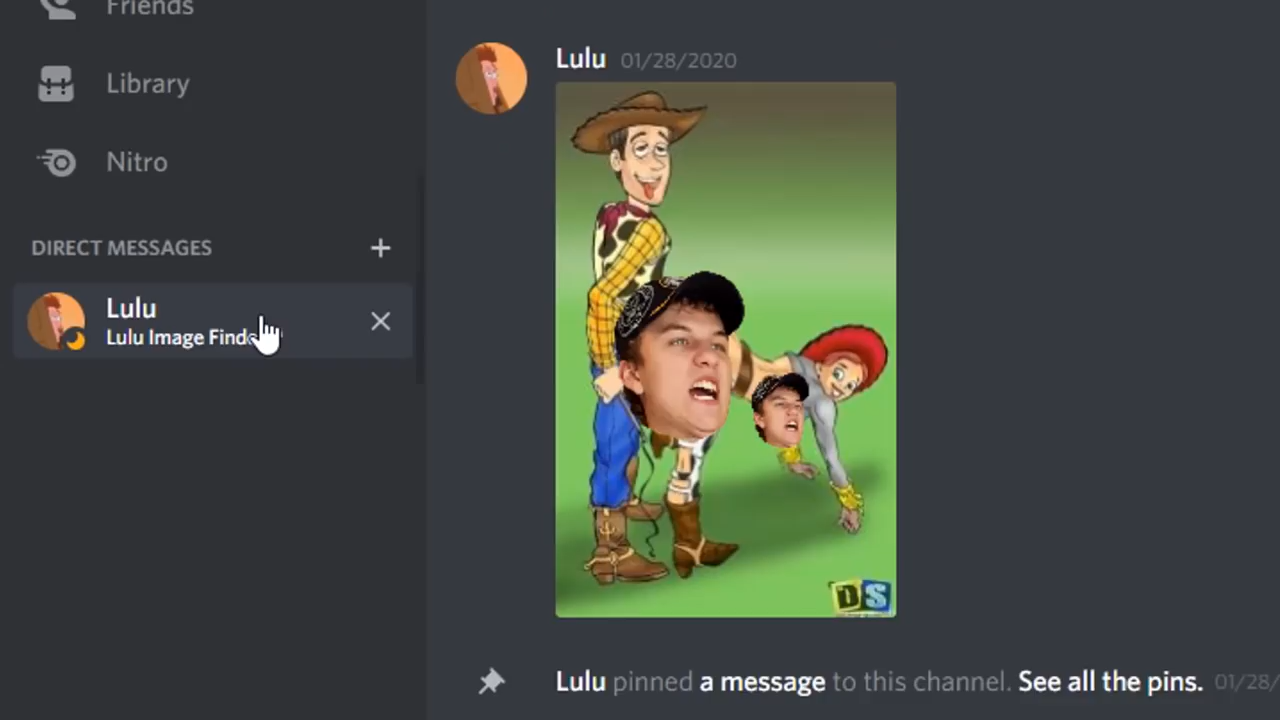 Friends
Library
Nitro
DIRECT MESSAGES
Lulu
Lulu Image
Lulu 01/28/2020
DS
Lulu pinned a message to this channel. See all the pins. 01/28/